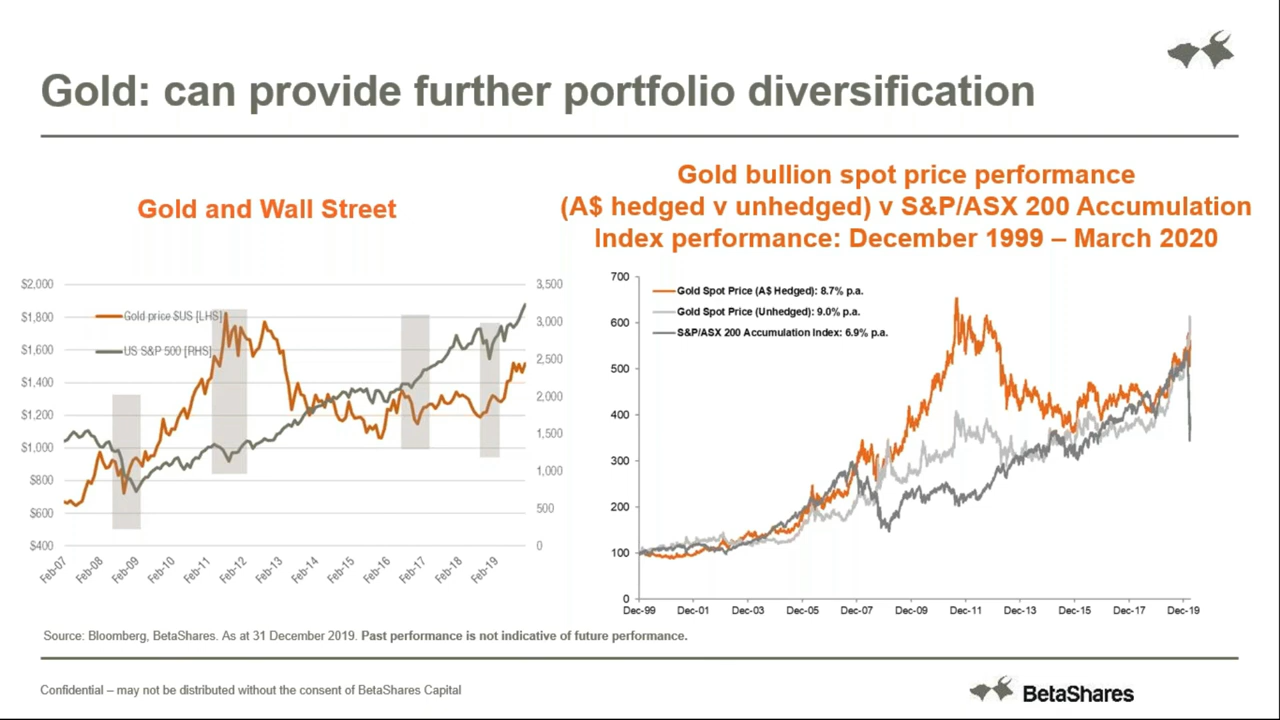 Gold: can provide further portfolio diversification
Gold and Wall Street
$2,000
$1,800
$1,600
$1,400
$1,200
$1,000
$800
$600
$400
3,500
3,000
2,500
2,000
1,500
1,000
500
0
Gold price $US [LHS]
US S&P 500 [RHS]
Feb-07
Feb-08
Feb-09
Feb-10
Feb-11
Feb-12
Feb-13
Feb-14
Feb-15
Feb-16
Feb-17
Feb-18
Feb-19
Gold bullion spot price performance
(A$ hedged v unhedged) v S&P/ASX 200 Accumulation
Index performance: December 1999 – March 2020
700
600
500
400
300
200
100
0
Gold Spot Price (A$ Hedged): 8.7% p.a.
Gold Spot Price (Unhedged): 9.0% p.a.
S&P/ASX 200 Accumulation Index: 6.9% p.a.
Dec-99
Dec-01
Dec-03
Dec-05
Dec-07
Dec-09
Dec-11
Dec-13
Dec-15
Dec-17
Dec-19
Source: Bloomberg, BetaShares. As at 31 December 2019. Past performance is not indicative of future performance.
Confidential – may not be distributed without the consent of BetaShares Capital
BetaShares